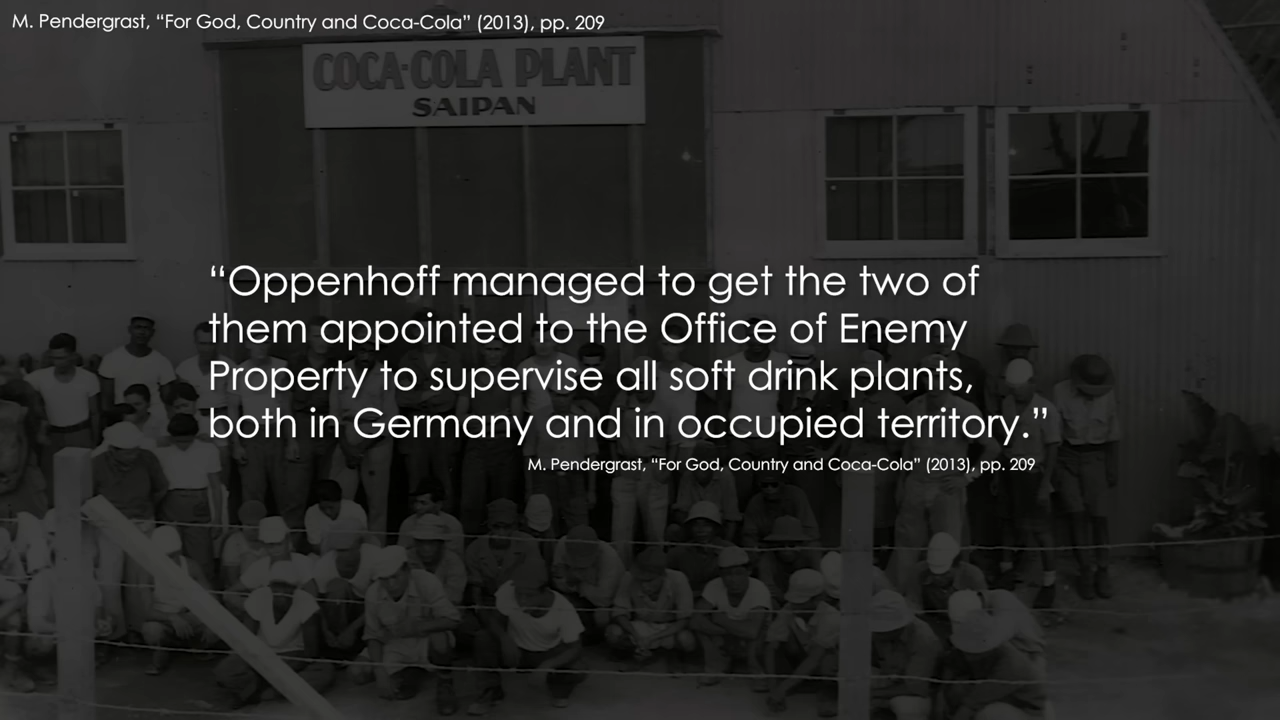 M. Pendergrast, “For God, Country and Coca-Cola” (2013), pp. 209
COCA-COLA PLANT
SAIPAN
“Oppenhoff managed to get the two of
them appointed to the Office of Enemy
Property to supervise all soft drink plants,
both in Germany and in occupied territory.”
M. Pendergrast, “For God, Country and Coca-Cola” (2013), pp. 209